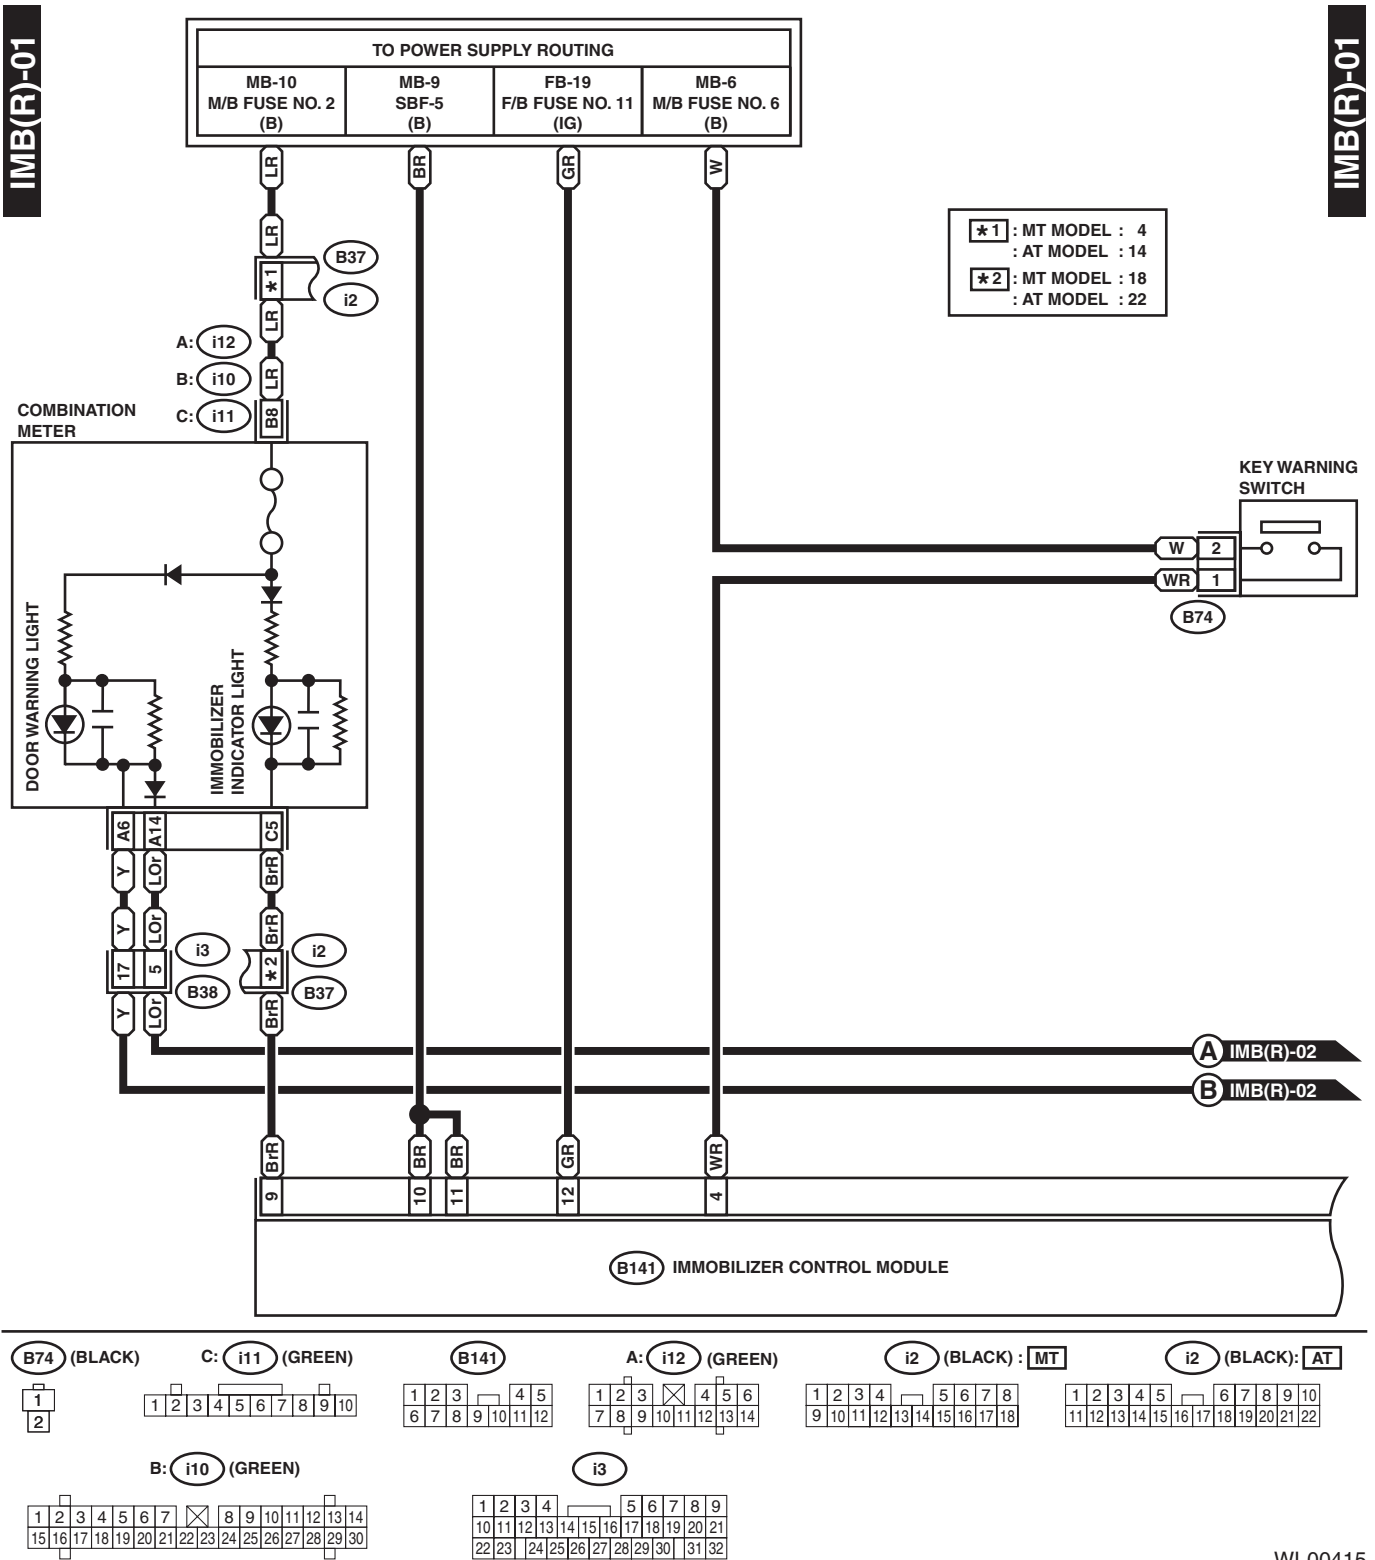 IMB(R)-01
IMB(R)-01
TO POWER SUPPLY ROUTING
MB-10
M/B FUSE NO. 2
(B)
MB-9
SBF-5
(B)
FB-19
F/B FUSE NO. 11
(IG)
MB-6
M/B FUSE NO. 6
(B)
LR
BR
GR
W
LR
*1
B37
i2
LR
*1 : MT MODEL : 4
: AT MODEL : 14
*2 : MT MODEL : 18
: AT MODEL : 22
A: i12
B: i10
C: i11
LR
B8
COMBINATION
METER
KEY WARNING
SWITCH
W 2
WR 1
B74
DOOR WARNING LIGHT
IMMOBILIZER
INDICATOR LIGHT
A6 A14 C5
Y LOr BrR
Y LOr BrR
17 5 i3
B38
*2 i2
B37
Y LOr BrR
A IMB(R)-02
B IMB(R)-02
BrR BR BR GR WR
9 10 11 12 4
B141 IMMOBILIZER CONTROL MODULE
B74 (BLACK)
1
2
C: i11 (GREEN)
1 2 3 4 5 6 7 8 9 10
B141
1 2 3 4 5
6 7 8 9 10 11 12
A: i12 (GREEN)
1 2 3 4 5 6
7 8 9 10 11 12 13 14
i2 (BLACK) : MT
1 2 3 4 5 6 7 8
9 10 11 12 13 14 15 16 17 18
i2 (BLACK): AT
1 2 3 4 5 6 7 8 9 10
11 12 13 14 15 16 17 18 19 20 21 22
B: i10 (GREEN)
1 2 3 4 5 6 7 8 9 10 11 12 13 14
15 16 17 18 19 20 21 22 23 24 25 26 27 28 29 30
i3
1 2 3 4 5 6 7 8 9
10 11 12 13 14 15 16 17 18 19 20 21
22 23 24 25 26 27 28 29 30 31 32
WI-00415